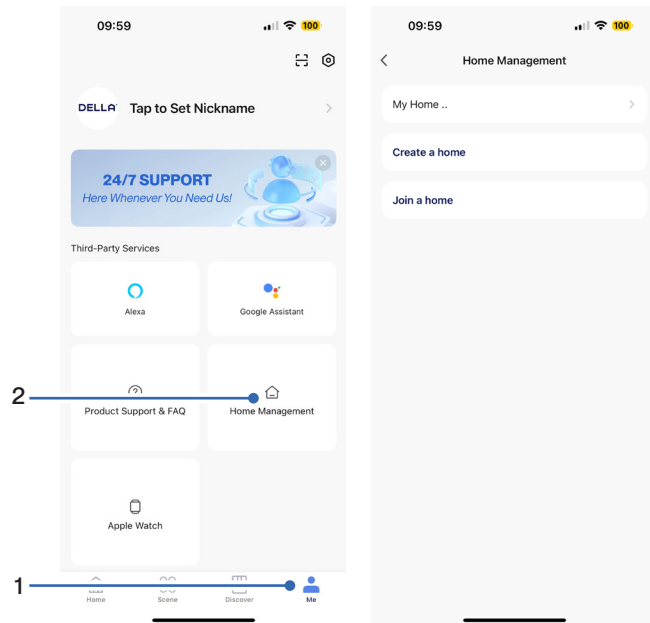 09:59
100
DELLA
Tap to Set Nickname
24/7 SUPPORT
Here Whenever You Need Us!
Third-Party Services
Alexa
Google Assistant
2
Product Support & FAQ
Home Management
Apple Watch
1
Home
Scene
Discover
Me
09:59
100
Home Management
My Home ..
Create a home
Join a home